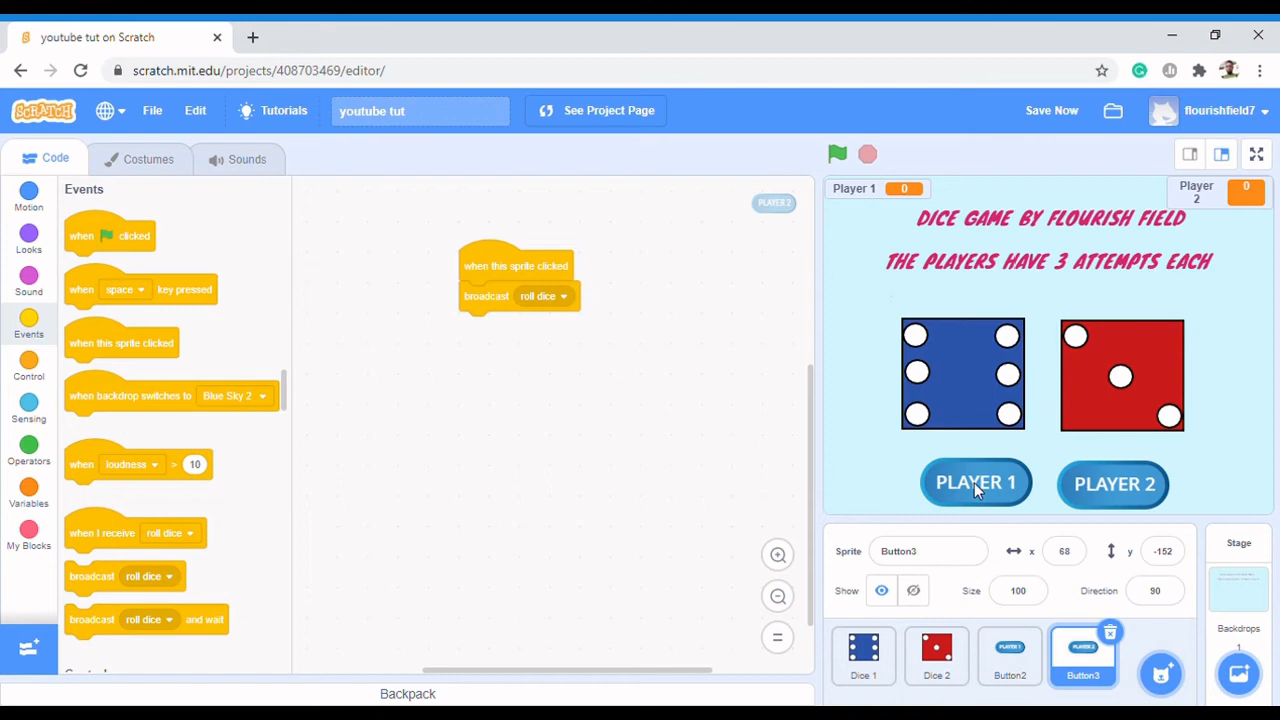 youtube tut on Scratch
scratch.mit.edu/projects/408703469/editor/
SCRATCH
File
Edit
Tutorials
youtube tut
See Project Page
Save Now
flourishfield7
Code
Costumes
Sounds
Motion
Looks
Sound
Events
Control
Sensing
Operators
Variables
My Blocks
Events
when clicked
when space key pressed
when this sprite clicked
when backdrop switches to Blue Sky 2
when loudness > 10
when I receive roll dice
broadcast roll dice
broadcast roll dice and wait
PLAYER 2
when this sprite clicked
broadcast roll dice
Player 1 0
Player 2 0
DICE GAME BY FLOURISH FIELD
THE PLAYERS HAVE 3 ATTEMPTS EACH
PLAYER 1
PLAYER 2
Sprite Button3 x 68 y -152
Show Size 100 Direction 90
Dice 1
Dice 2
PLAYER 1
Button2
PLAYER 2
Button3
Stage
Backdrops
1
Backpack